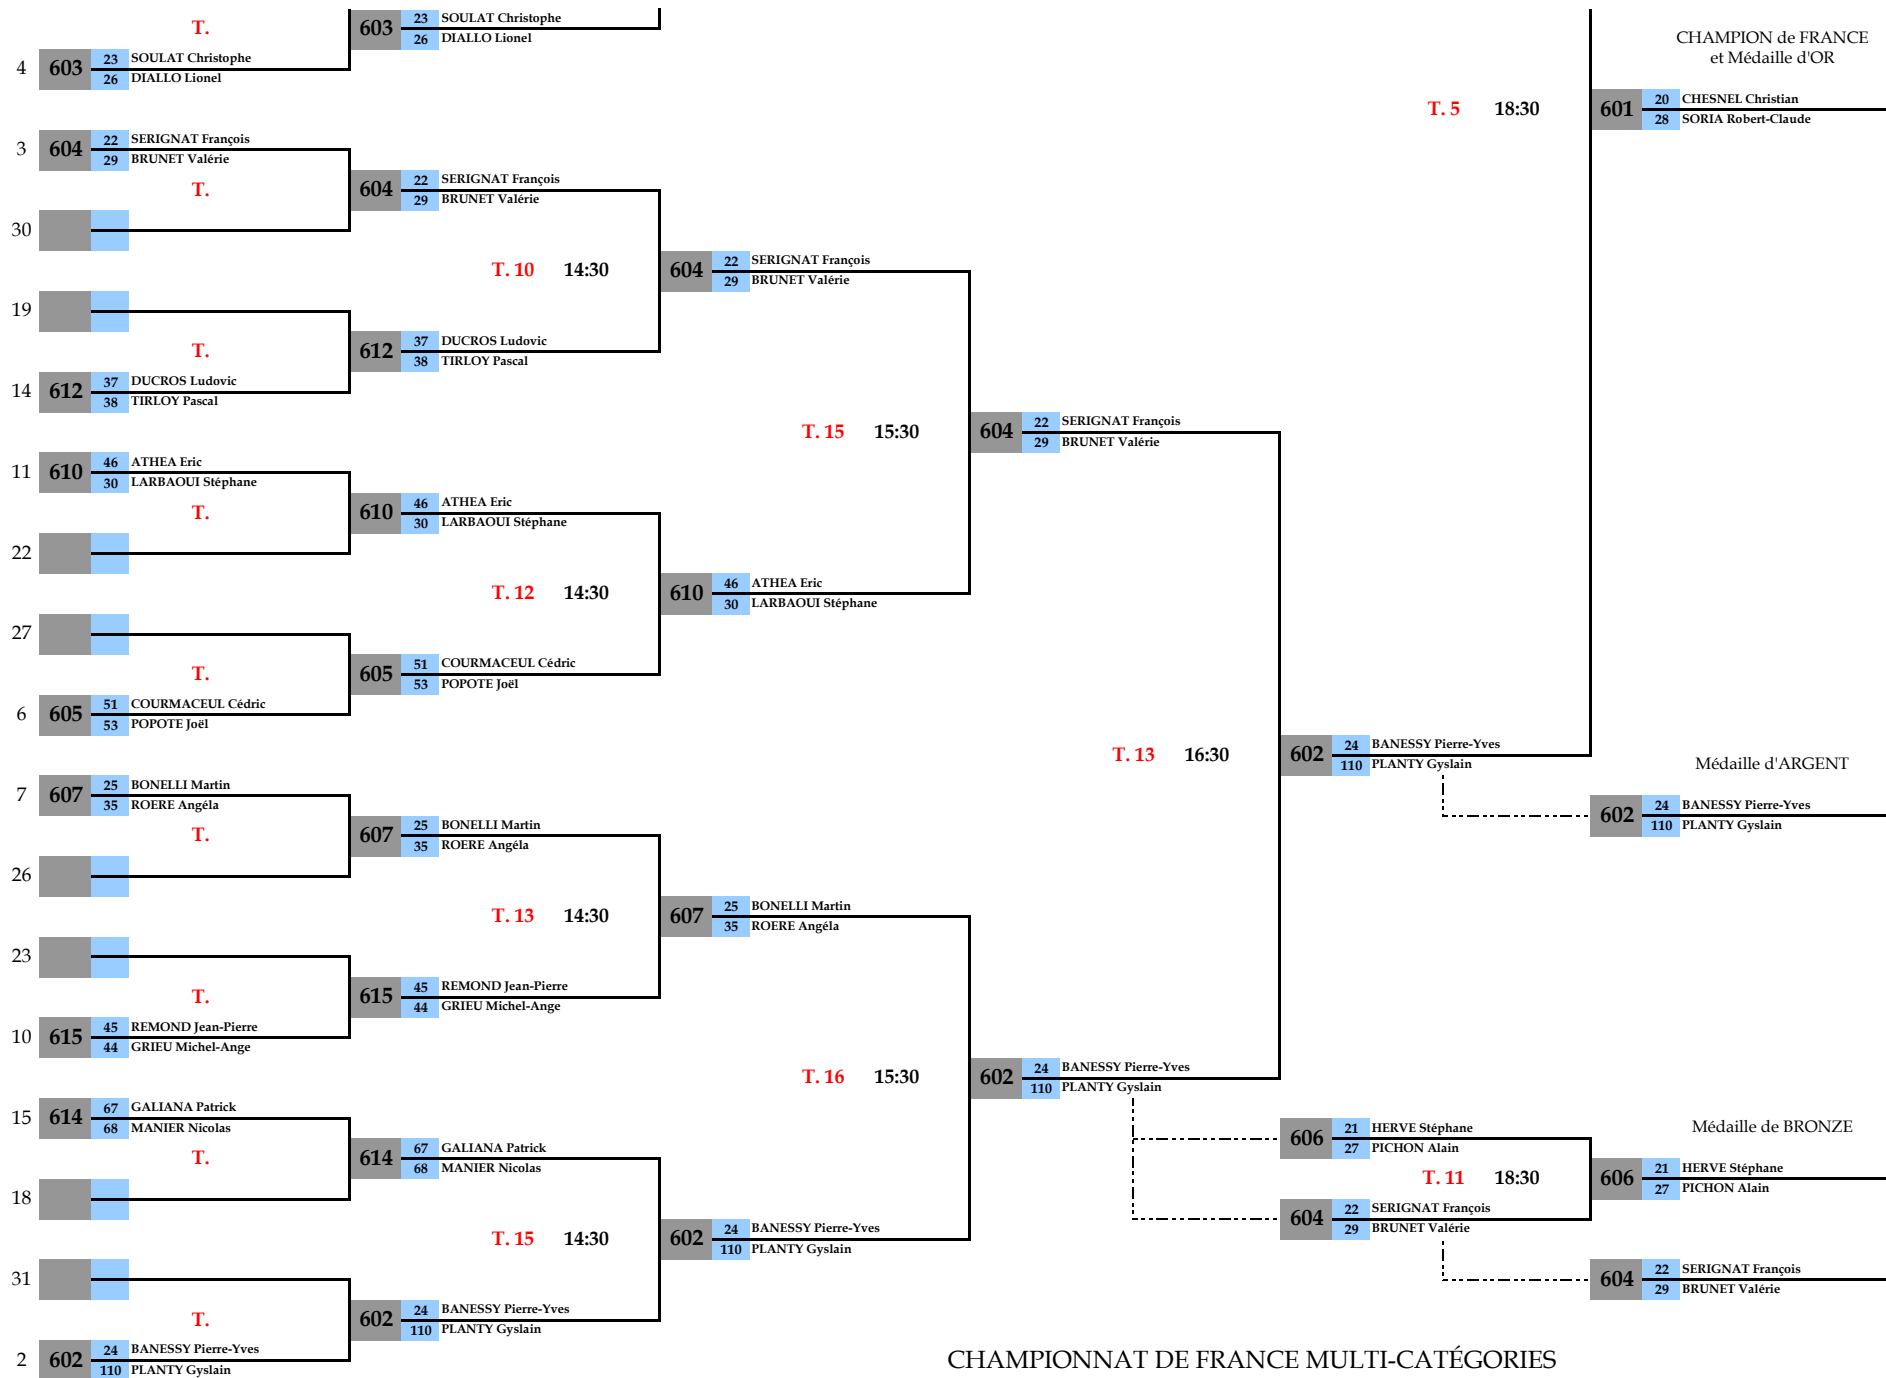 T.
4 603 23 SOULAT Christophe
26 DIALLO Lionel
3 604 22 SERIGNAT François
29 BRUNET Valérie
T.
30
19
T.
14 612 37 DUCROS Ludovic
38 TIRLOY Pascal
11 610 46 ATHEA Eric
30 LARBAOUI Stéphane
T.
22
27
T.
6 605 51 COURMACEUL Cédric
53 POPOTE Joël
7 607 25 BONELLI Martin
35 ROERE Angéla
T.
26
23
T.
10 615 45 REMOND Jean-Pierre
44 GRIEU Michel-Ange
15 614 67 GALIANA Patrick
68 MANIER Nicolas
T.
18
31
T.
2 602 24 BANESSY Pierre-Yves
110 PLANTY Gyslain
603 23 SOULAT Christophe
26 DIALLO Lionel
604 22 SERIGNAT François
29 BRUNET Valérie
T. 10 14:30
612 37 DUCROS Ludovic
38 TIRLOY Pascal
610 46 ATHEA Eric
30 LARBAOUI Stéphane
T. 12 14:30
605 51 COURMACEUL Cédric
53 POPOTE Joël
607 25 BONELLI Martin
35 ROERE Angéla
T. 13 14:30
615 45 REMOND Jean-Pierre
44 GRIEU Michel-Ange
614 67 GALIANA Patrick
68 MANIER Nicolas
T. 15 14:30
602 24 BANESSY Pierre-Yves
110 PLANTY Gyslain
604 22 SERIGNAT François
29 BRUNET Valérie
T. 15 15:30
610 46 ATHEA Eric
30 LARBAOUI Stéphane
607 25 BONELLI Martin
35 ROERE Angéla
T. 16 15:30
602 24 BANESSY Pierre-Yves
110 PLANTY Gyslain
604 22 SERIGNAT François
29 BRUNET Valérie
T. 13 16:30
602 24 BANESSY Pierre-Yves
110 PLANTY Gyslain
T. 5 18:30
602 24 BANESSY Pierre-Yves
110 PLANTY Gyslain
606 21 HERVE Stéphane
27 PICHON Alain
T. 11 18:30
604 22 SERIGNAT François
29 BRUNET Valérie
CHAMPION de FRANCE
et Médaille d'OR
601 20 CHESNEL Christian
28 SORIA Robert-Claude
Médaille d'ARGENT
602 24 BANESSY Pierre-Yves
110 PLANTY Gyslain
Médaille de BRONZE
606 21 HERVE Stéphane
27 PICHON Alain
604 22 SERIGNAT François
29 BRUNET Valérie
CHAMPIONNAT DE FRANCE MULTI-CATÉGORIES